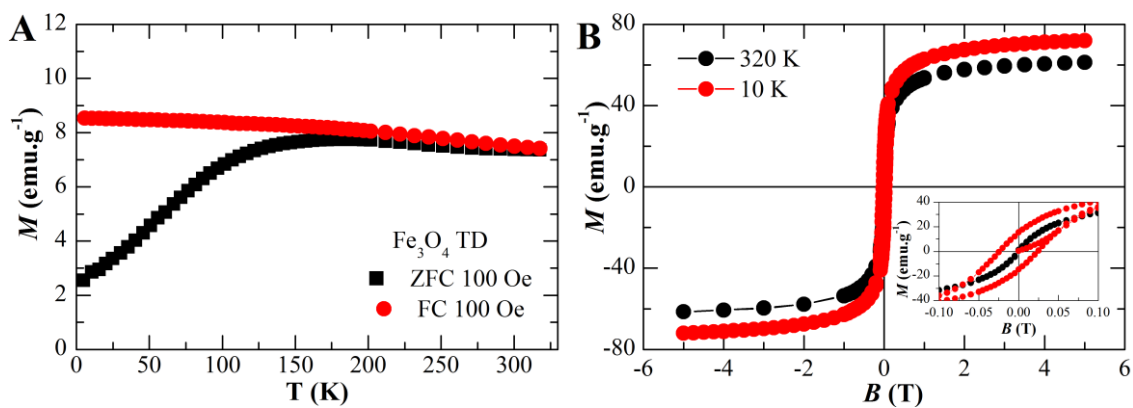 A
12
10
8
6
4
2
0
M (emu.g⁻¹)
Fe₃O₄ TD
ZFC 100 Oe
FC 100 Oe
0 50 100 150 200 250 300
T (K)
B
80
40
0
-40
-80
M (emu.g⁻¹)
320 K
10 K
40
20
0
-20
-40
M (emu.g⁻¹)
-0.10 -0.05 0.00 0.05 0.10
B (T)
-6 -4 -2 0 2 4 6
B (T)